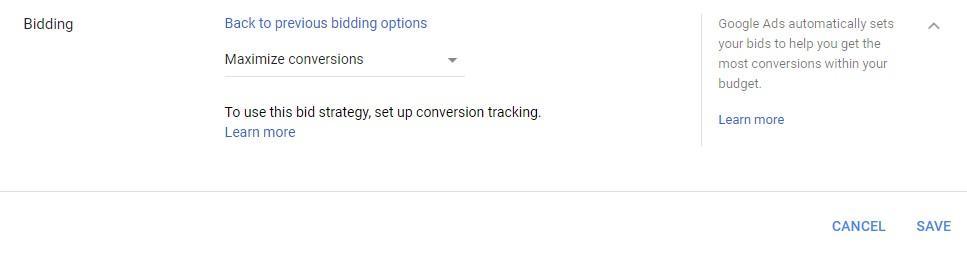 Bidding
Back to previous bidding options
Maximize conversions
To use this bid strategy, set up conversion tracking.
Learn more
Google Ads automatically sets
your bids to help you get the
most conversions within your
budget.
Learn more
CANCEL
SAVE